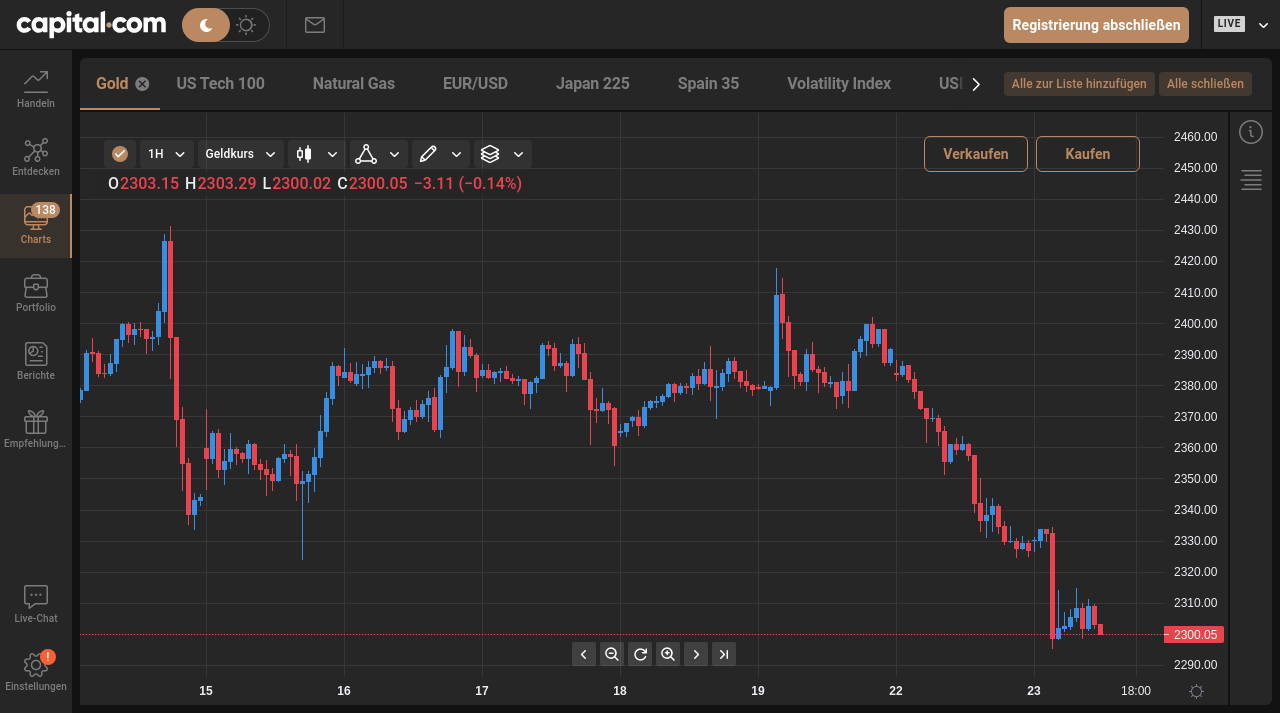 capital.com
Registrierung abschließen
LIVE
Handeln
Entdecken
138
Charts
Portfolio
Berichte
Empfehlung...
Live-Chat
!
Einstellungen
Gold
US Tech 100
Natural Gas
EUR/USD
Japan 225
Spain 35
Volatility Index
Alle zur Liste hinzufügen
Alle schließen
1H
Geldkurs
Verkaufen
Kaufen
O2303.15 H2303.29 L2300.02 C2300.05 −3.11 (−0.14%)
2460.00
2450.00
2440.00
2430.00
2420.00
2410.00
2400.00
2390.00
2380.00
2370.00
2360.00
2350.00
2340.00
2330.00
2320.00
2310.00
2300.05
2290.00
15 16 17 18 19 22 23 18:00